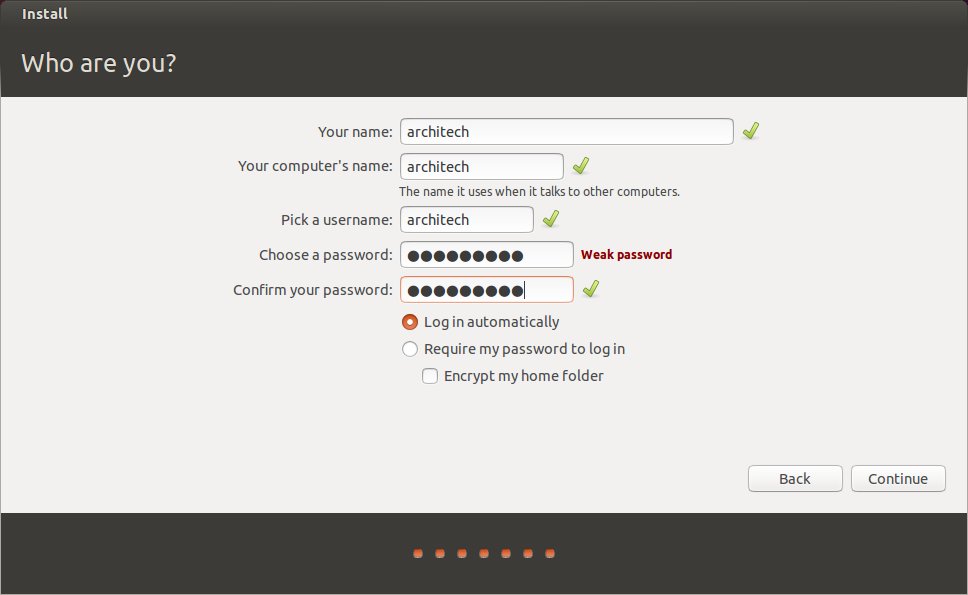 Install
Who are you?
Your name: architech
Your computer's name: architech
The name it uses when it talks to other computers.
Pick a username: architech
Choose a password: ●●●●●●●●● Weak password
Confirm your password: ●●●●●●●●●
Log in automatically
Require my password to log in
Encrypt my home folder
Back Continue